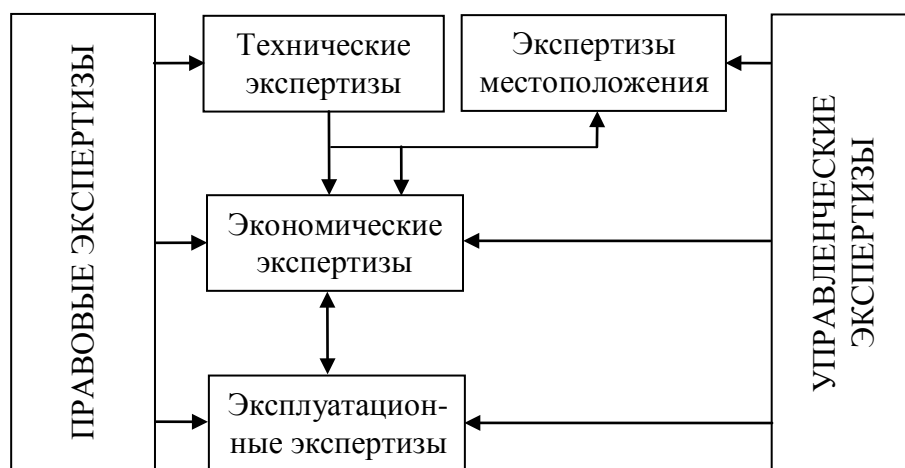 ПРАВОВЫЕ ЭКСПЕРТИЗЫ
Технические
экспертизы
Экспертизы
местоположения
Экономические
экспертизы
Эксплуатацион-
ные экспертизы
УПРАВЛЕНЧЕСКИЕ
ЭКСПЕРТИЗЫ